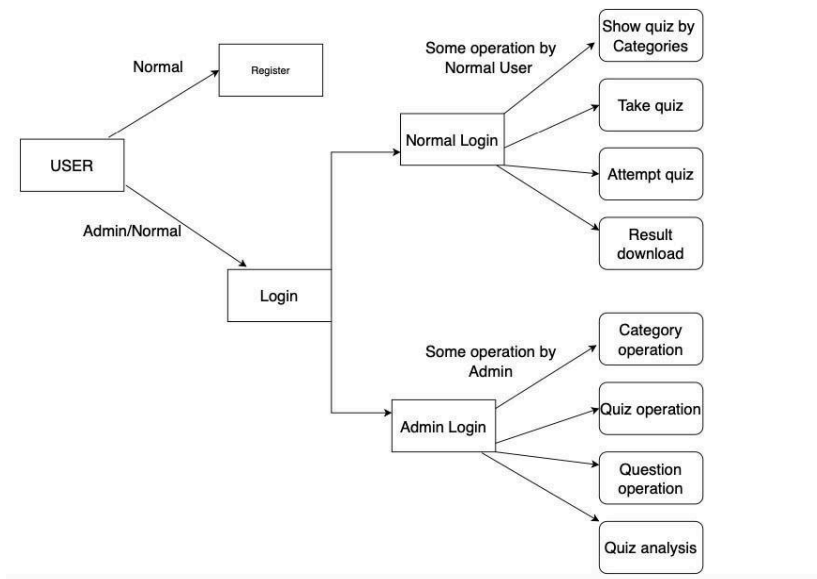 Normal
Register
USER
Admin/Normal
Login
Some operation by
Normal User
Normal Login
Show quiz by
Categories
Take quiz
Attempt quiz
Result
download
Some operation by
Admin
Admin Login
Category
operation
Quiz operation
Question
operation
Quiz analysis